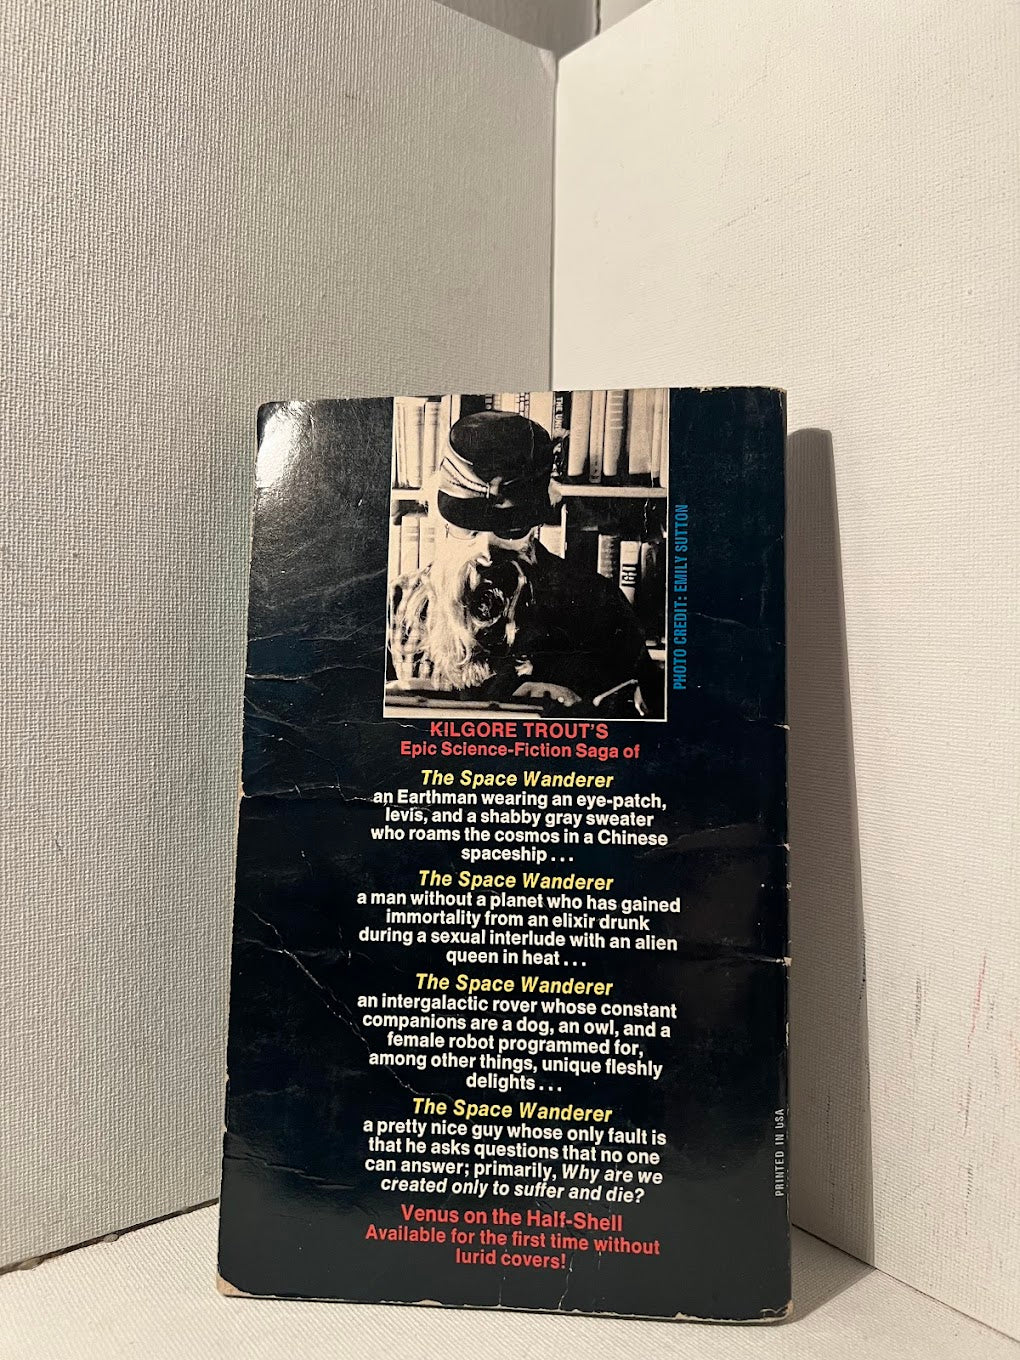 PHOTO CREDIT: EMILY SUTTON
KILGORE TROUT'S
Epic Science-Fiction Saga of
The Space Wanderer
an Earthman wearing an eye-patch,
levis, and a shabby gray sweater
who roams the cosmos in a Chinese
spaceship . . .
The Space Wanderer
a man without a planet who has gained
immortality from an elixir drunk
during a sexual interlude with an alien
queen in heat . . .
The Space Wanderer
an intergalactic rover whose constant
companions are a dog, an owl, and a
female robot programmed for,
among other things, unique fleshly
delights . . .
The Space Wanderer
a pretty nice guy whose only fault is
that he asks questions that no one
can answer; primarily, Why are we
created only to suffer and die?
Venus on the Half-Shell
Available for the first time without
lurid covers!
PRINTED IN USA